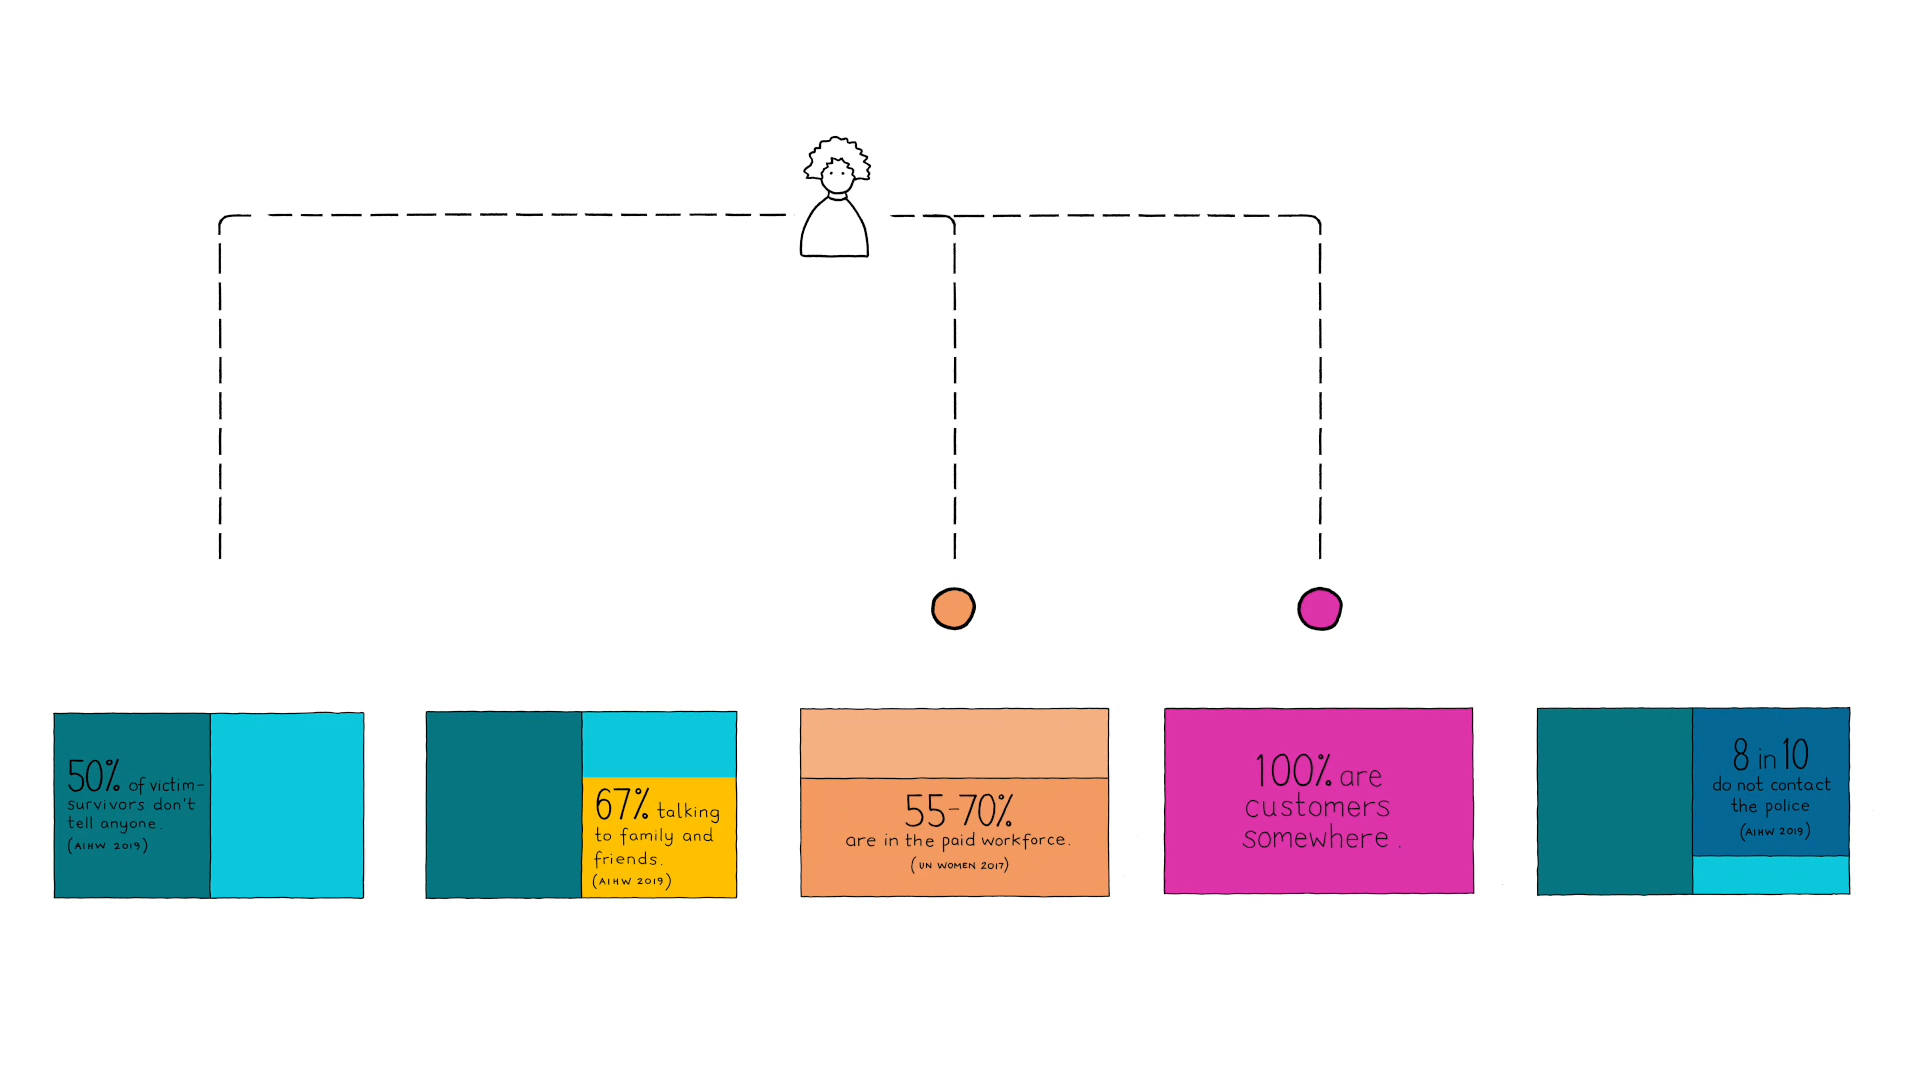 50% of victim-
survivors don't
tell anyone.
(AIHW 2019)
67% talking
to family and
friends.
(AIHW 2019)
55-70%
are in the paid workforce.
(UN WOMEN 2017)
100% are
customers
somewhere.
8 in 10
do not contact
the police
(AIHW 2019)